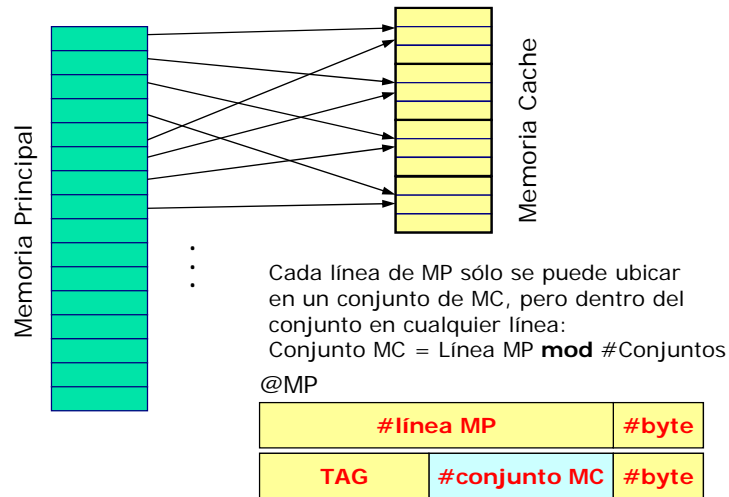 Memoria Principal
Memoria Cache
Cada línea de MP sólo se puede ubicar
en un conjunto de MC, pero dentro del
conjunto en cualquier línea:
Conjunto MC = Línea MP mod #Conjuntos
@MP
#línea MP #byte
TAG #conjunto MC #byte